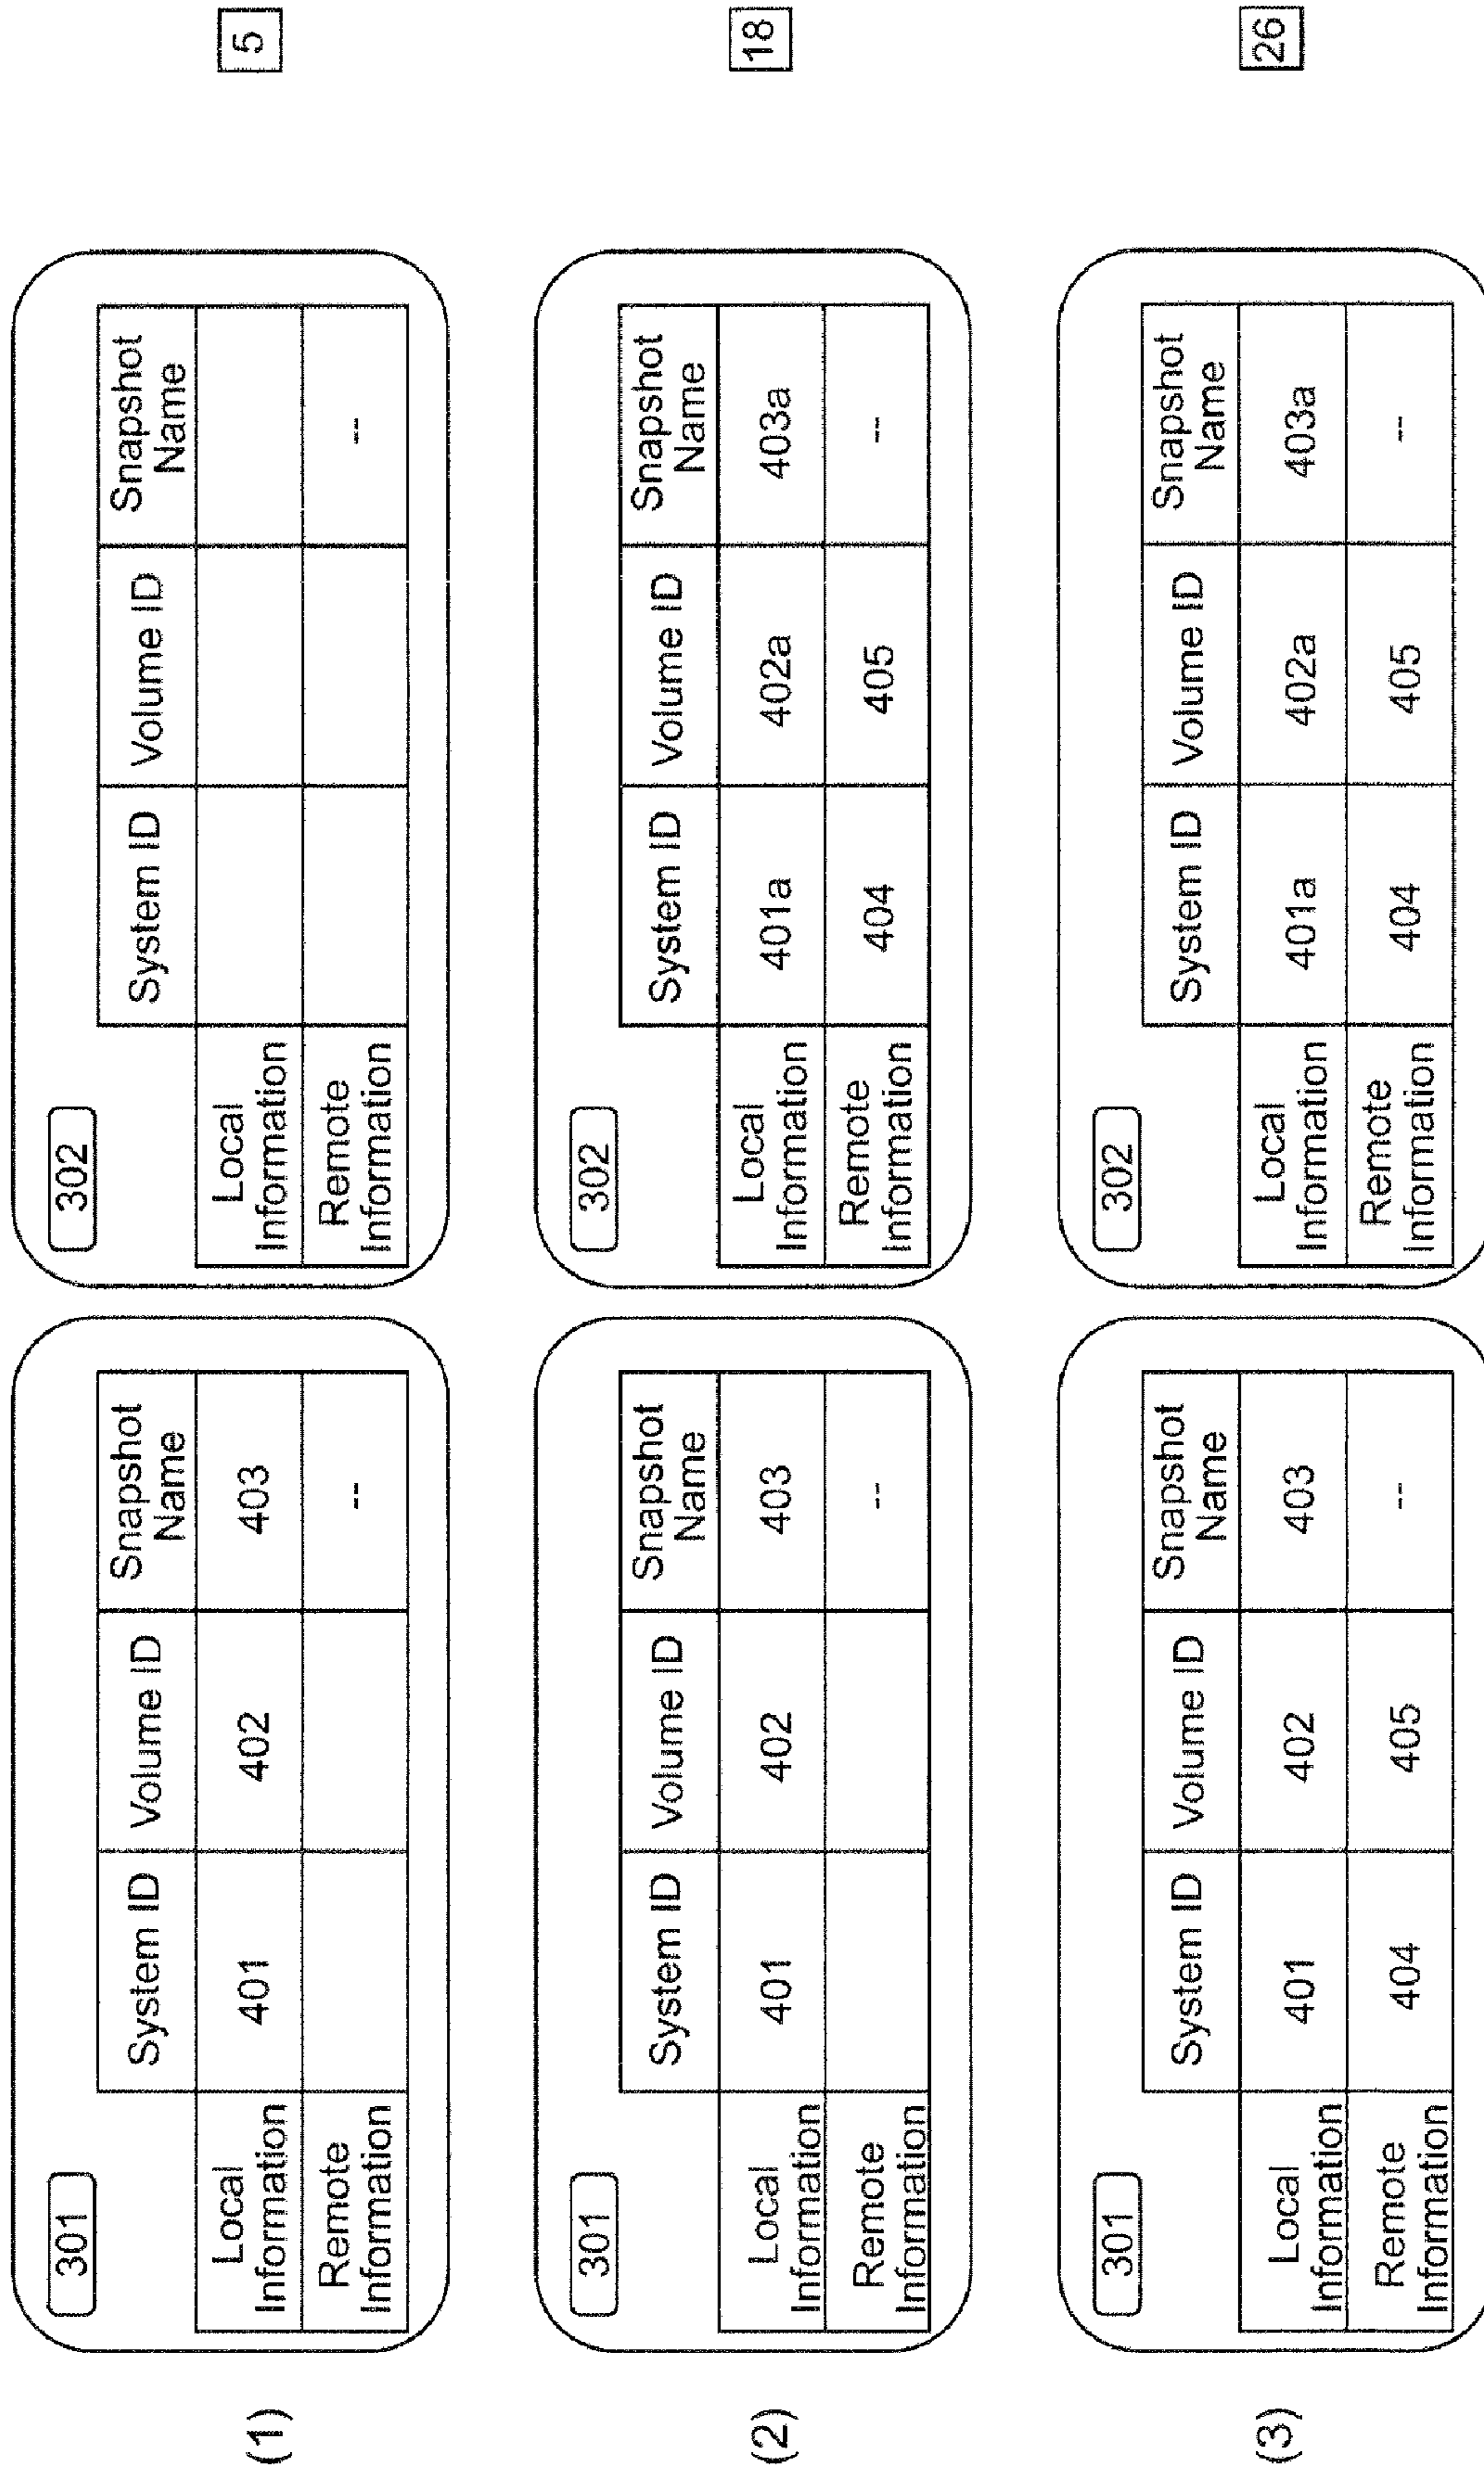 (1)
301
System ID
Volume ID
Snapshot
Name
Local
Information
401
402
403
Remote
Information
--
302
System ID
Volume ID
Snapshot
Name
Local
Information
Remote
Information
--
5
(2)
301
System ID
Volume ID
Snapshot
Name
Local
Information
401
402
403
Remote
Information
--
302
System ID
Volume ID
Snapshot
Name
Local
Information
401a
402a
403a
Remote
Information
404
405
--
18
(3)
301
System ID
Volume ID
Snapshot
Name
Local
Information
401
402
403
Remote
Information
404
405
--
302
System ID
Volume ID
Snapshot
Name
Local
Information
401a
402a
403a
Remote
Information
404
405
--
26